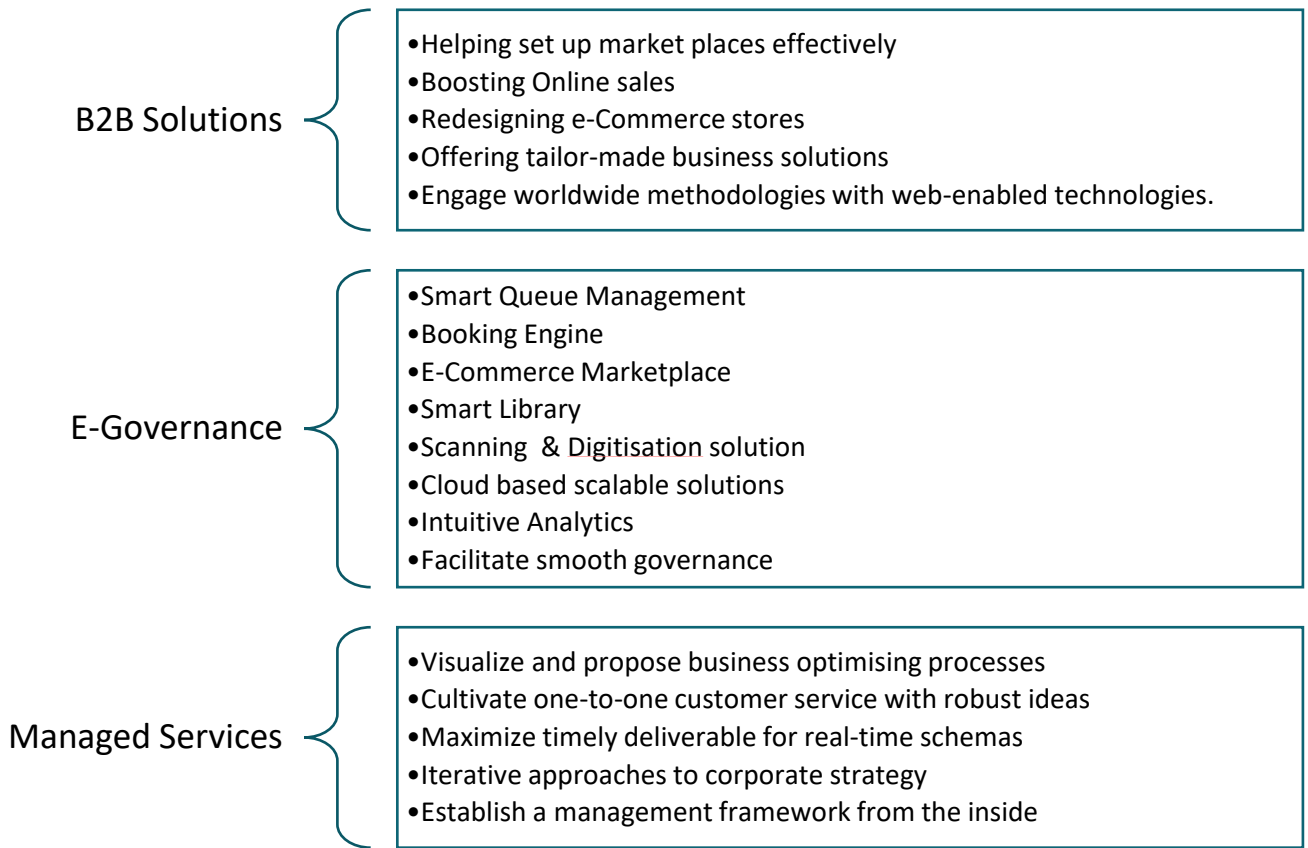 B2B Solutions
•Helping set up market places effectively
•Boosting Online sales
•Redesigning e-Commerce stores
•Offering tailor-made business solutions
•Engage worldwide methodologies with web-enabled technologies.
E-Governance
•Smart Queue Management
•Booking Engine
•E-Commerce Marketplace
•Smart Library
•Scanning  & Digitisation solution
•Cloud based scalable solutions
•Intuitive Analytics
•Facilitate smooth governance
Managed Services
•Visualize and propose business optimising processes
•Cultivate one-to-one customer service with robust ideas
•Maximize timely deliverable for real-time schemas
•Iterative approaches to corporate strategy
•Establish a management framework from the inside